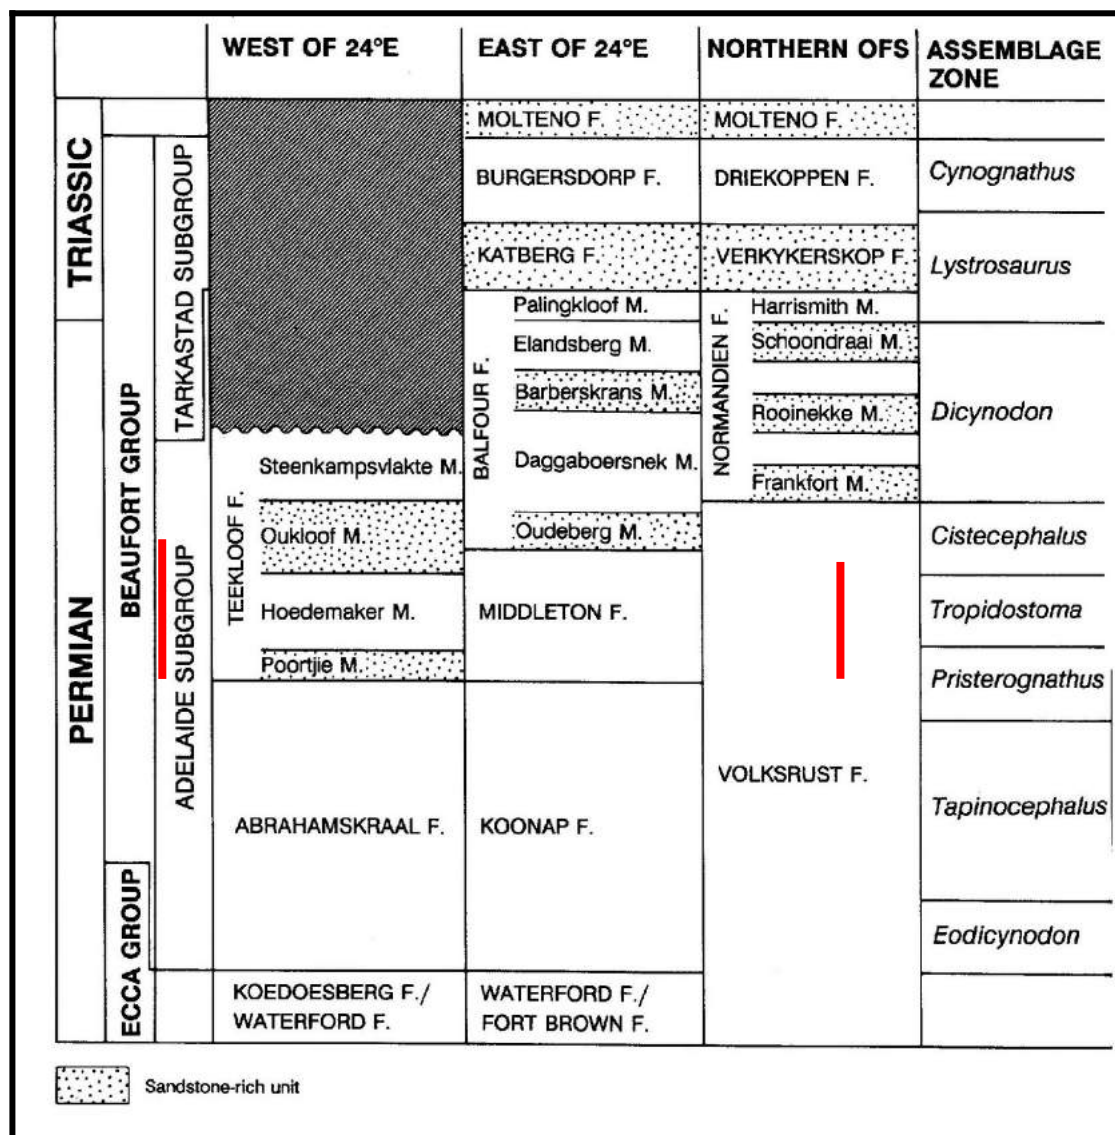 WEST OF 24°E
EAST OF 24°E
NORTHERN OFS
ASSEMBLAGE
ZONE
TRIASSIC
PERMIAN
BEAUFORT GROUP
ECCA GROUP
TARKASTAD SUBGROUP
ADELAIDE SUBGROUP
TEEKLOOF F.
Steenkampsvlakte M.
Oukloof M.
Hoedemaker M.
Poortjie M.
ABRAHAMSKRAAL F.
KOEDOESBERG F./
WATERFORD F.
MOLTENO F.
BURGERSDORP F.
KATBERG F.
BALFOUR F.
Palingkloof M.
Elandsberg M.
Barberskrans M.
Daggaboersnek M.
Oudeberg M.
MIDDLETON F.
KOONAP F.
WATERFORD F./
FORT BROWN F.
MOLTENO F.
DRIEKOPPEN F.
VERKYKERSKOP F.
NORMANDIEN F.
Harrismith M.
Schoondraai M.
Rooinekke M.
Frankfort M.
VOLKSRUST F.
Cynognathus
Lystrosaurus
Dicynodon
Cistecephalus
Tropidostoma
Pristerognathus
Tapinocephalus
Eodicynodon
Sandstone-rich unit